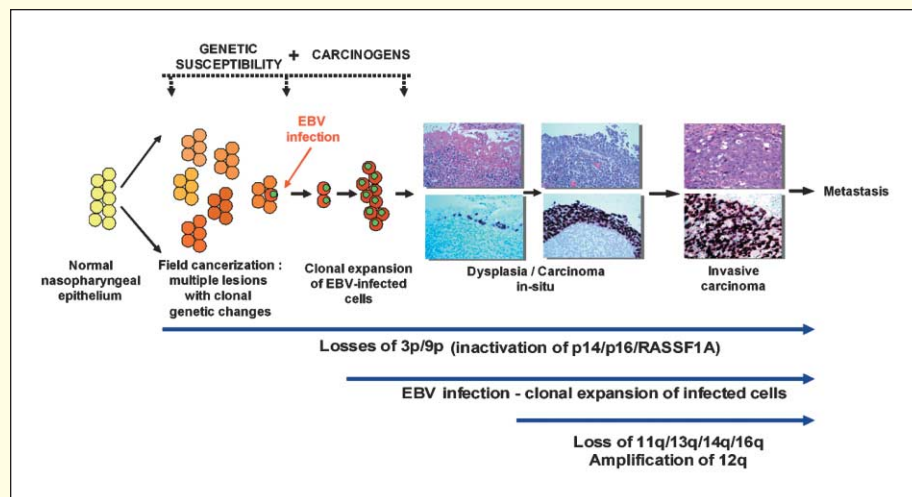 GENETIC
SUSCEPTIBILITY + CARCINOGENS
EBV
infection
Metastasis
Normal
nasopharyngeal
epithelium
Field cancerization :
multiple lesions
with clonal
genetic changes
Clonal expansion
of EBV-infected
cells
Dysplasia / Carcinoma
in-situ
Invasive
carcinoma
Losses of 3p/9p (inactivation of p14/p16/RASSF1A)
EBV infection - clonal expansion of infected cells
Loss of 11q/13q/14q/16q
Amplification of 12q